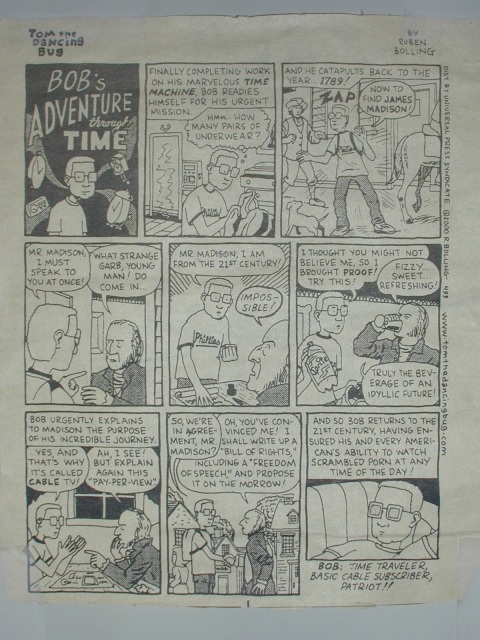 TOM THE
DANCING
BUG
BY
RUBEN
BOLLING
BOB'S
ADVENTURE
through
TIME
FINALLY COMPLETING WORK
ON HIS MARVELOUS TIME
MACHINE, BOB READIES
HIMSELF FOR HIS URGENT
MISSION.
HMM.. HOW
MANY PAIRS OF
UNDERWEAR?
AND HE CATAPULTS BACK TO THE
YEAR.. 1789!
ZAP
NOW TO
FIND JAMES
MADISON!
DIST. BY UNIVERSAL PRESS SYNDICATE ©2000 R. BOLLING 499 www.tomthedancingbug.com
MR. MADISON,
I MUST
SPEAK TO
YOU AT ONCE!
WHAT STRANGE
GARB, YOUNG
MAN! DO
COME IN...
MR. MADISON, I AM
FROM THE 21ST CENTURY!
IMPOS-
SIBLE!
Phillies
I THOUGHT YOU MIGHT NOT
BELIEVE ME, SO I
BROUGHT PROOF!
TRY THIS!
FIZZY..
SWEET..
REFRESHING!
TRULY THE BEV-
ERAGE OF AN
IDYLLIC FUTURE!
BOB URGENTLY EXPLAINS
TO MADISON THE PURPOSE
OF HIS INCREDIBLE JOURNEY.
..YES, AND
THAT'S WHY
IT'S CALLED
CABLE TV!
AH, I SEE!
BUT EXPLAIN
AGAIN THIS
"PAY-PER-VIEW"
SO, WE'RE
IN AGREE-
MENT, MR.
MADISON?
OH, YOU'VE CON-
VINCED ME! I
SHALL WRITE UP A
"BILL OF RIGHTS,"
INCLUDING A "FREEDOM
OF SPEECH," AND PROPOSE
IT ON THE MORROW!
AND SO BOB RETURNS TO THE
21ST CENTURY, HAVING EN-
SURED HIS AND EVERY AMERI-
CAN'S ABILITY TO WATCH
SCRAMBLED PORN AT ANY
TIME OF THE DAY!
BOB: TIME TRAVELER,
BASIC CABLE SUBSCRIBER,
PATRIOT!!